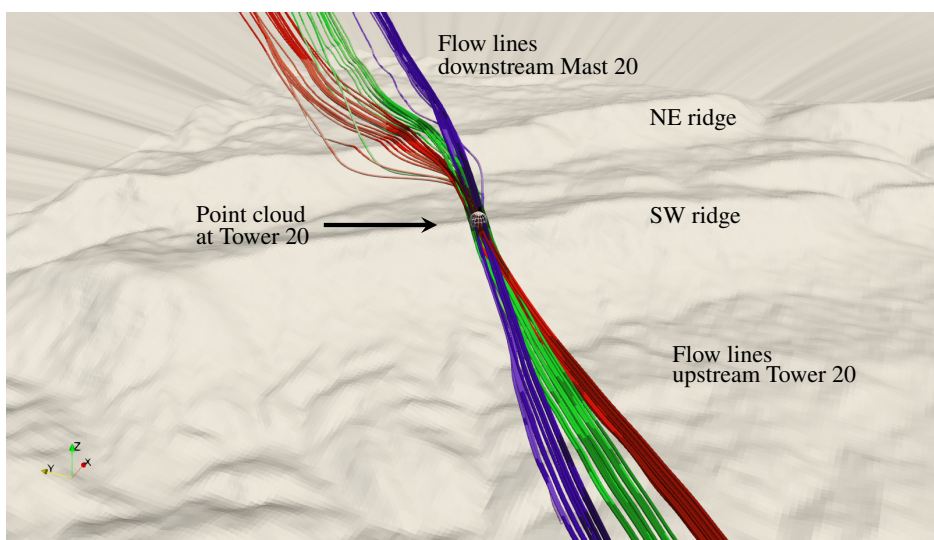 Flow lines
downstream Mast 20
NE ridge
Point cloud
at Tower 20
SW ridge
Flow lines
upstream Tower 20
Z
Y
X